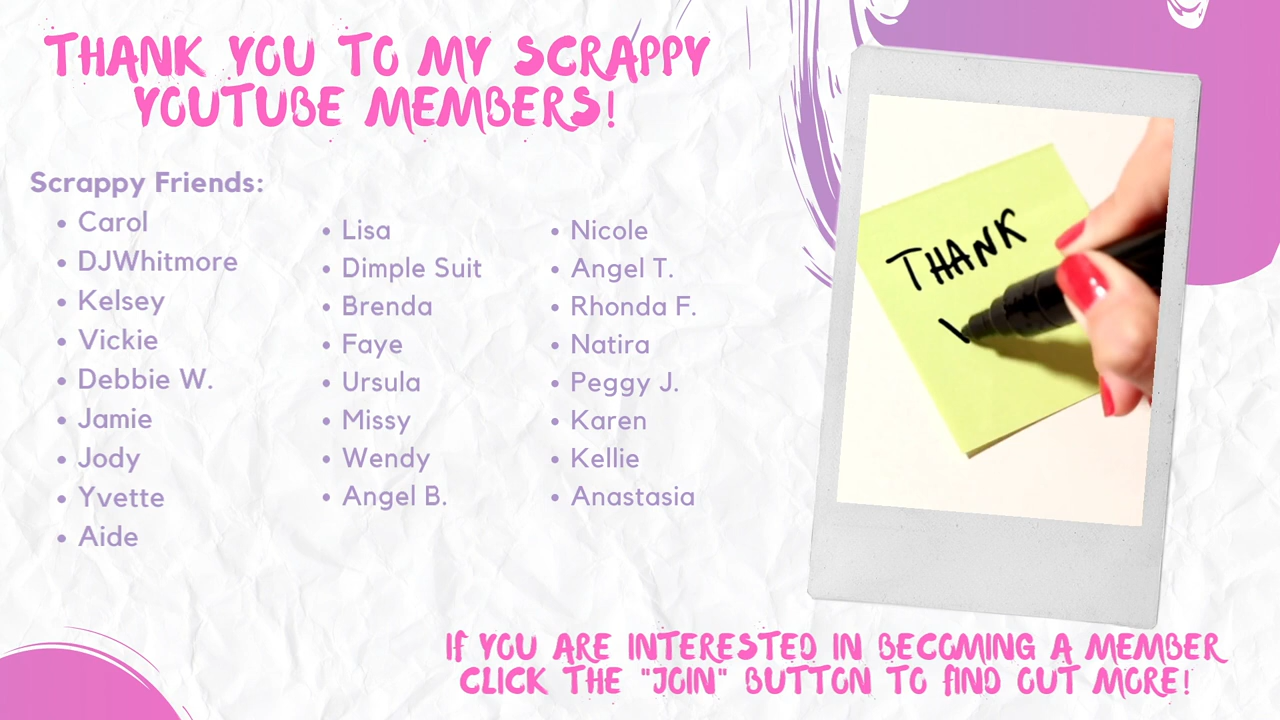 THANK YOU TO MY SCRAPPY
YOUTUBE MEMBERS!
Scrappy Friends:
• Carol
• DJWhitmore
• Kelsey
• Vickie
• Debbie W.
• Jamie
• Jody
• Yvette
• Aide
• Lisa
• Dimple Suit
• Brenda
• Faye
• Ursula
• Missy
• Wendy
• Angel B.
• Nicole
• Angel T.
• Rhonda F.
• Natira
• Peggy J.
• Karen
• Kellie
• Anastasia
THANK
IF YOU ARE INTERESTED IN BECOMING A MEMBER
CLICK THE "JOIN" BUTTON TO FIND OUT MORE!